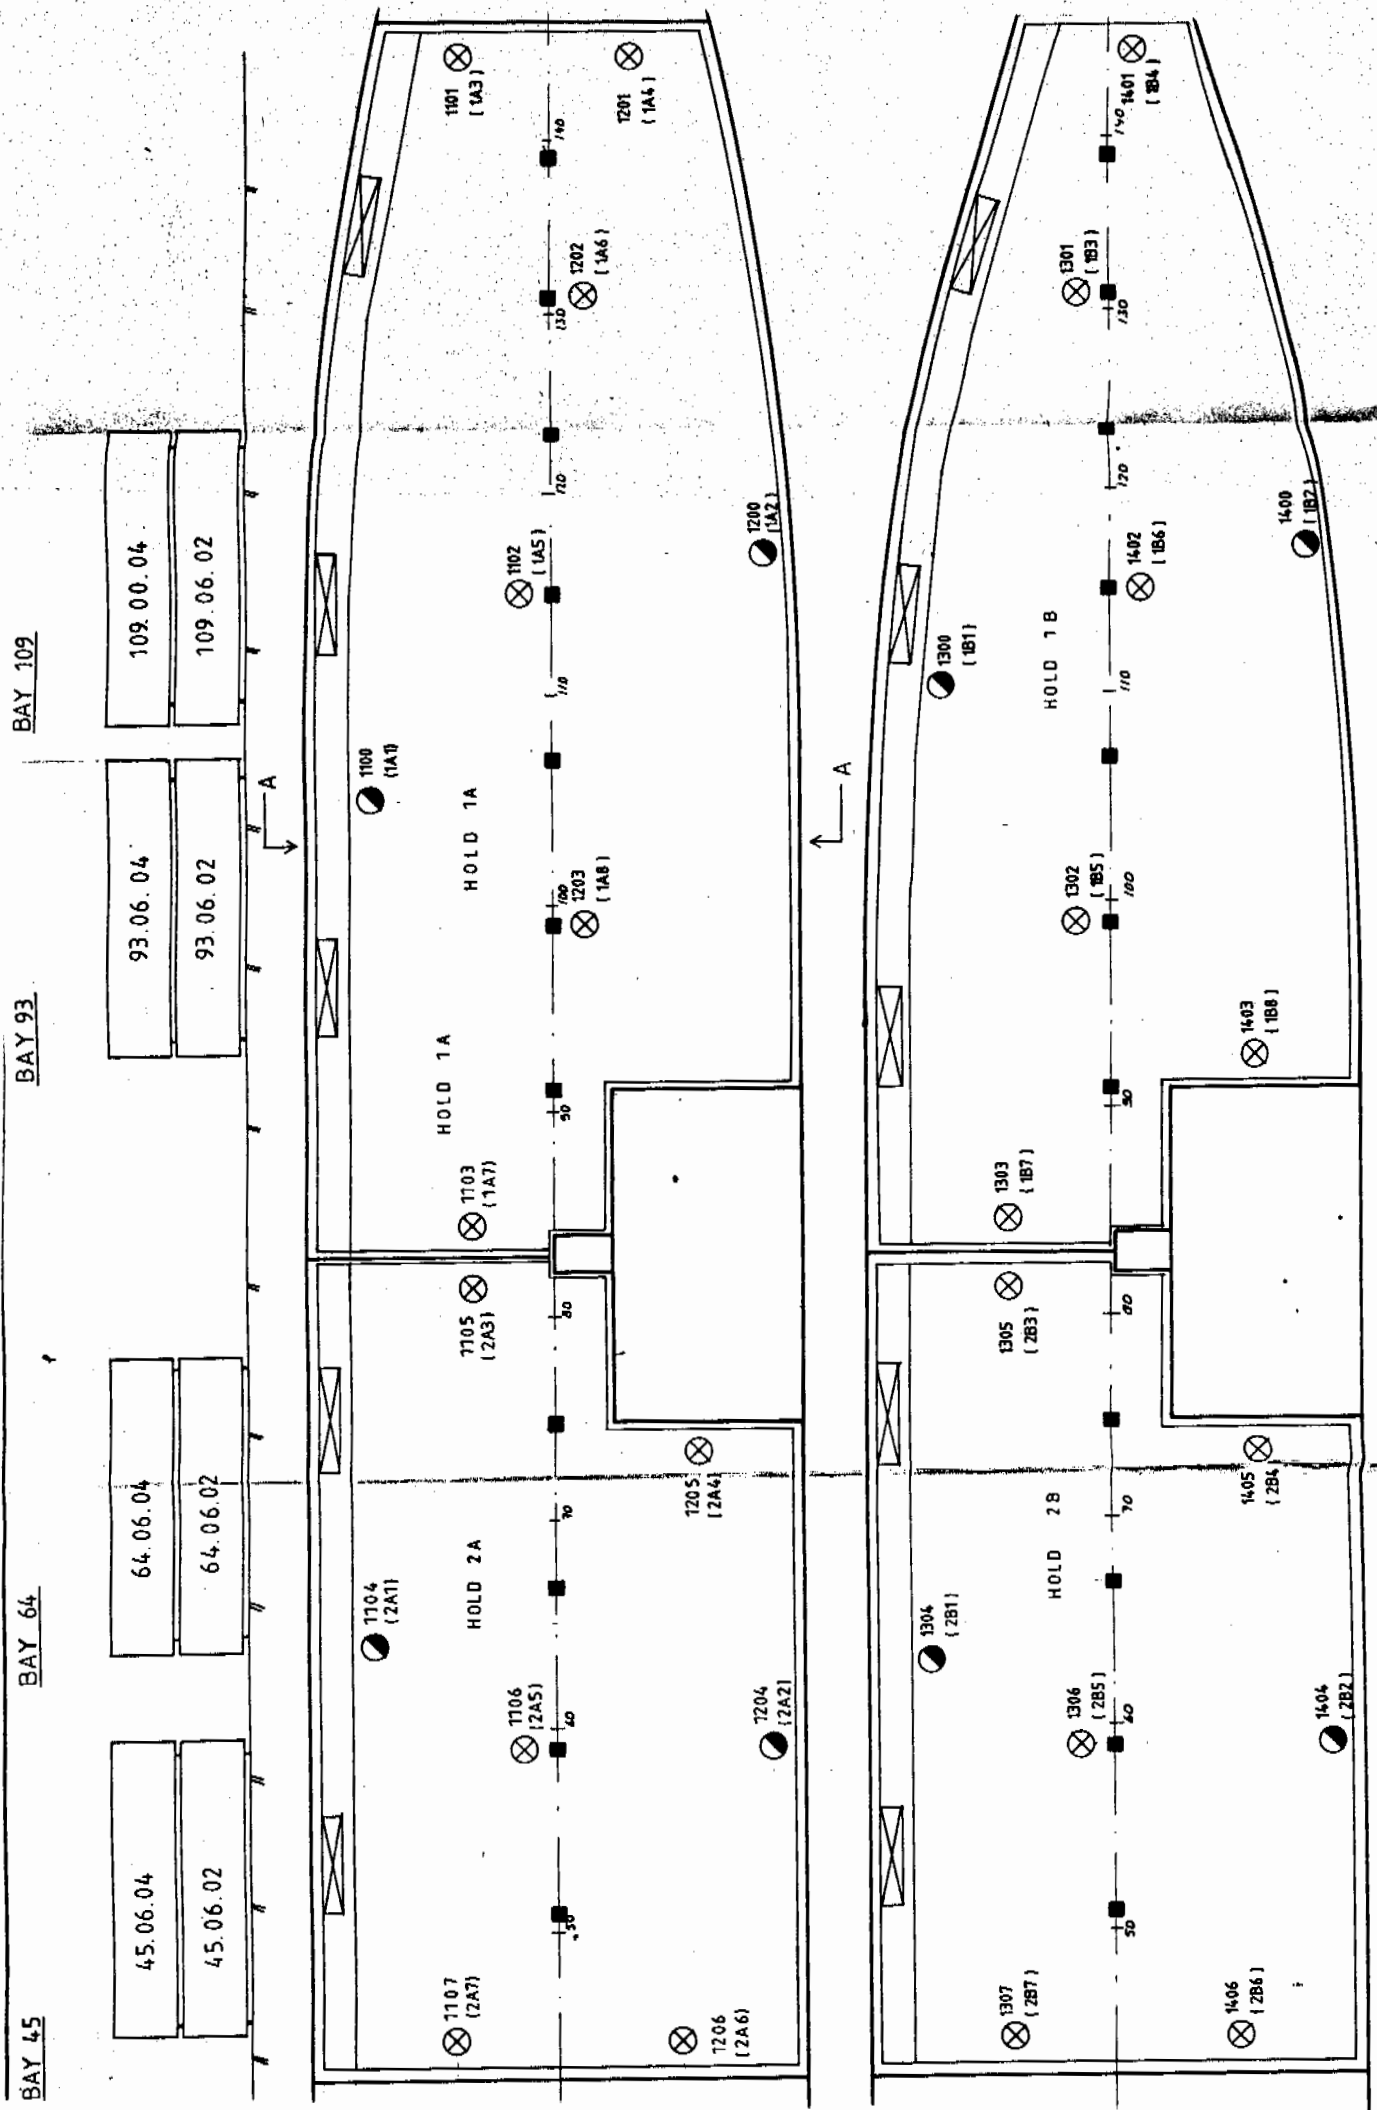 BAY 45
BAY 64
BAY 93
BAY 109
45.06.04
64.06.04
93.06.04
109.00.04
45.06.02
64.06.02
93.06.02
109.06.02
A
1107
(2A7)
1206
(2A6)
1106
(2A5)
1204
(2A2)
1104
(2A1)
HOLD 2A
1205
(2A4)
1105
(2A3)
1103
(1A7)
HOLD 1A
HOLD 1A
1203
(1A8)
1100
(1A1)
1102
(1A5)
1200
(1A2)
1202
(1A6)
1101
(1A3)
1201
(1A4)
50
60
70
80
90
100
110
120
130
140
A
1307
(2B7)
1406
(2B6)
1306
(2B5)
1404
(2B2)
1304
(2B1)
HOLD 2B
1405
(2B4
1305
(2B3)
1303
(1B7)
1403
(1B8)
1302
(1B5)
1300
(1B1)
HOLD 1B
1402
(1B6)
1400
(1B2)
1301
(1B3)
1401
(1B4)
50
60
70
80
90
100
110
120
130
140